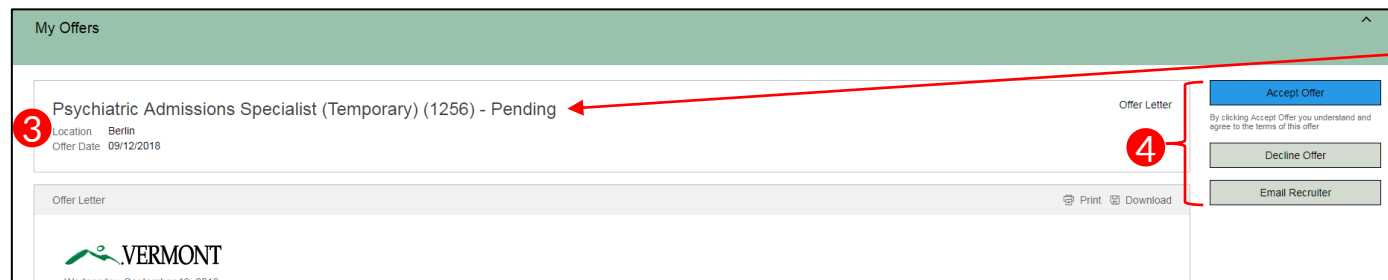 My Offers
Psychiatric Admissions Specialist (Temporary) (1256) - Pending
Offer Letter
3
Location Berlin
Offer Date 09/12/2018
4
Accept Offer
By clicking Accept Offer you understand and
agree to the terms of this offer
Decline Offer
Email Recruiter
Offer Letter
Print Download
VERMONT